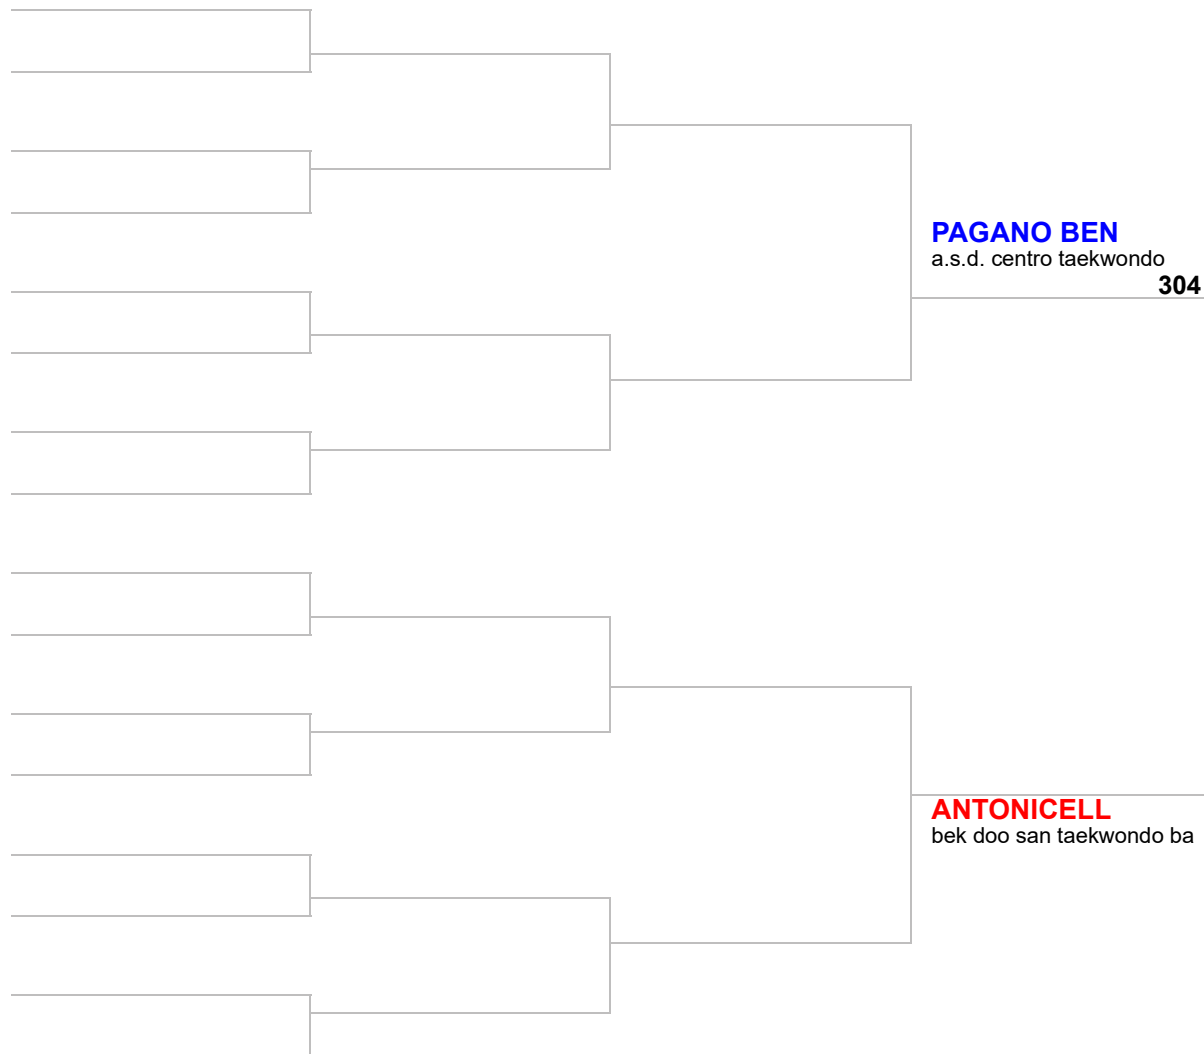 PAGANO BEN
a.s.d. centro taekwondo
304
ANTONICELL
bek doo san taekwondo ba